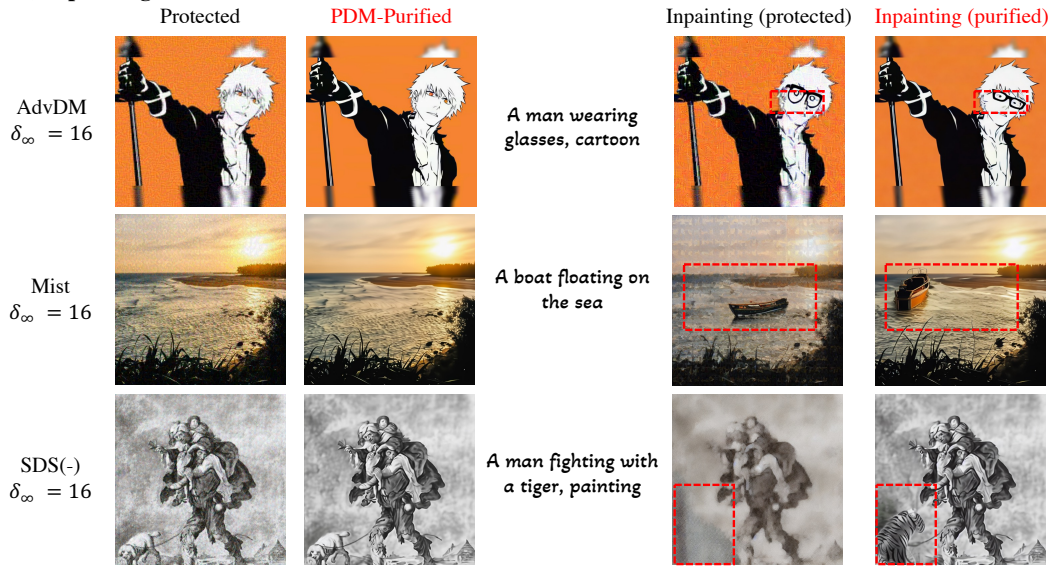 Protected PDM-Purified Inpainting (protected) Inpainting (purified)
AdvDM
δ∞ = 16
A man wearing
glasses, cartoon
Mist
δ∞ = 16
A boat floating on
the sea
SDS(-)
δ∞ = 16
A man fighting with
a tiger, painting